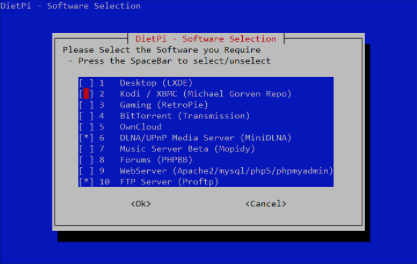 DietPi - Software Selection
DietPi - Software Selection
Please Select the Software you Require
- Press the SpaceBar to select/unselect
[ ] 1 Desktop (LXDE)
[ ] 2 Kodi / XBMC (Michael Gorven Repo)
[ ] 3 Gaming (RetroPie)
[ ] 4 BitTorrent (Transmission)
[ ] 5 OwnCloud
[*] 6 DLNA/UPnP Media Server (MiniDLNA)
[ ] 7 Music Server Beta (Mopidy)
[ ] 8 Forums (PHPBB)
[ ] 9 WebServer (Apache2/mysql/php5/phpmyadmin)
[*] 10 FTP Server (Proftp)
<Ok> <Cancel>